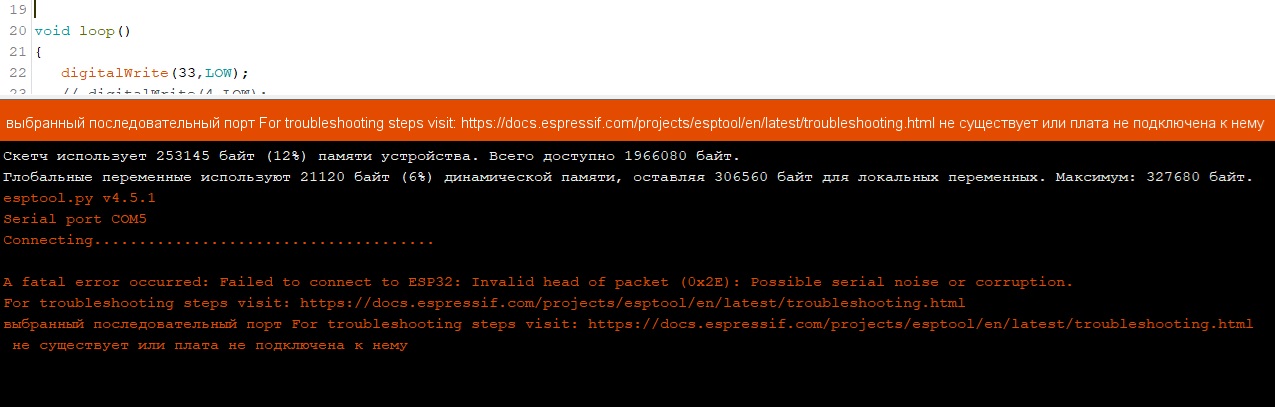 19
20 void loop()
21 {
22 digitalWrite(33,LOW);
23 // digitalWrite(4,LOW);
выбранный последовательный порт For troubleshooting steps visit: https://docs.espressif.com/projects/esptool/en/latest/troubleshooting.html не существует или плата не подключена к нему
Скетч использует 253145 байт (12%) памяти устройства. Всего доступно 1966080 байт.
Глобальные переменные используют 21120 байт (6%) динамической памяти, оставляя 306560 байт для локальных переменных. Максимум: 327680 байт.
esptool.py v4.5.1
Serial port COM5
Connecting......................................
A fatal error occurred: Failed to connect to ESP32: Invalid head of packet (0x2E): Possible serial noise or corruption.
For troubleshooting steps visit: https://docs.espressif.com/projects/esptool/en/latest/troubleshooting.html
выбранный последовательный порт For troubleshooting steps visit: https://docs.espressif.com/projects/esptool/en/latest/troubleshooting.html
не существует или плата не подключена к нему